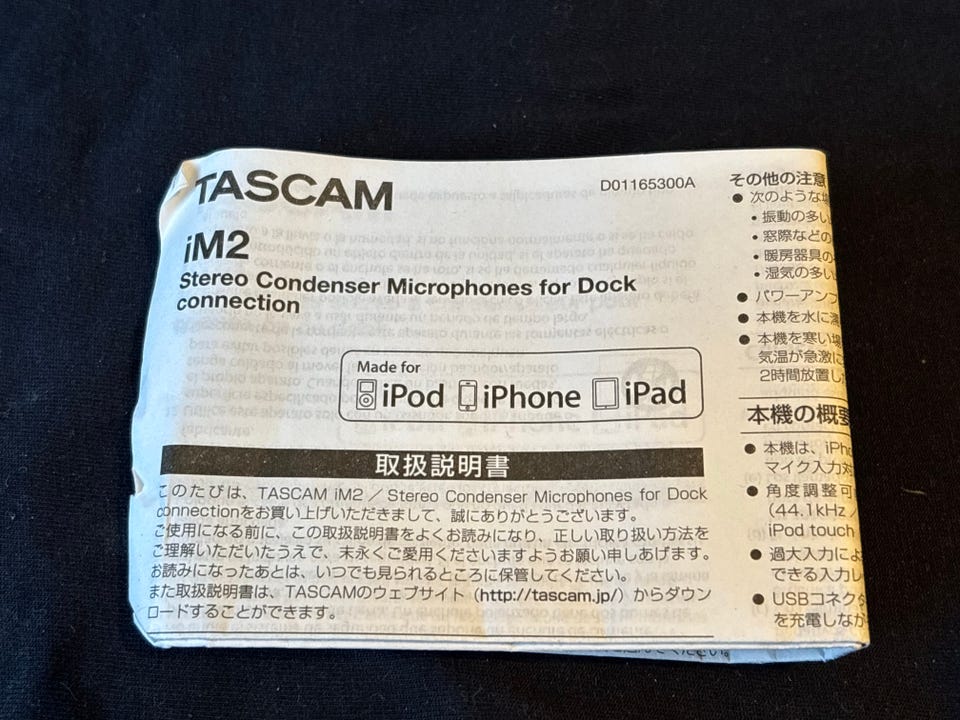 TASCAM
D01165300A
iM2
Stereo Condenser Microphones for Dock
connection
Made for
iPod iPhone iPad
取扱説明書
このたびは、TASCAM iM2 / Stereo Condenser Microphones for Dock
connectionをお買い上げいただきまして、誠にありがとうございます。
ご使用になる前に、この取扱説明書をよくお読みになり、正しい取り扱い方法を
ご理解いただいたうえで、末永くご愛用くださいますようお願い申しあげます。
お読みになったあとは、いつでも見られるところに保管してください。
また取扱説明書は、TASCAMのウェブサイト（http://tascam.jp/）からダウン
ロードすることができます。
その他の注意
● 次のような
• 振動の多い
• 窓際などの
• 暖房器具の
• 湿気の多い
● パワーアンプ
● 本機を水に
● 本機を寒い
気温が急激に
2時間放置し
本機の概要
● 本機は、iPho
マイク入力対
● 角度調整可
(44.1kHz /
iPod touch
● 過大入力によ
できる入力レ
● USBコネクタ
を充電しなが